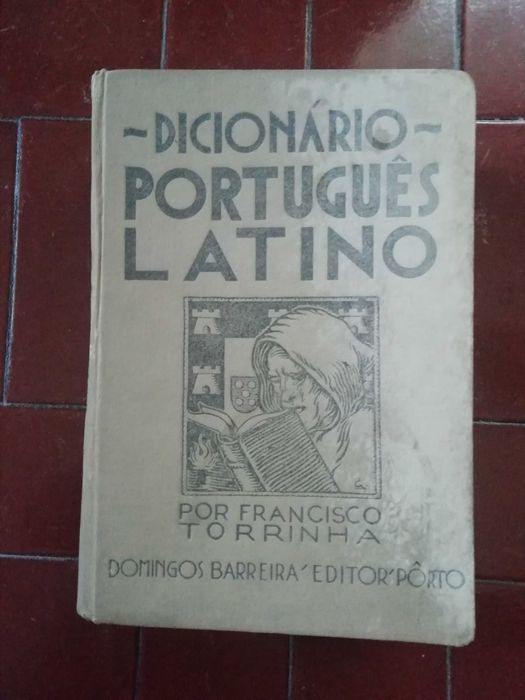 ~DICIONÁRIO~
PORTUGUÊS
LATINO
POR FRANCISCO
TORRINHA
DOMINGOS BARREIRA´EDITOR´PÔRTO